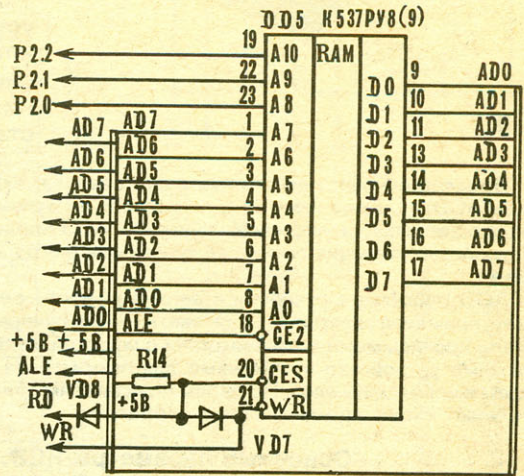 DD5 К537РУ8(9)
P2.2 19 A10 RAM
P2.1 22 A9 D0 9 AD0
P2.0 23 A8 D1 10 AD1
AD7 AD7 1 A7 D2 11 AD2
AD6 AD6 2 A6 D3 13 AD3
AD5 AD5 3 A5 D4 14 AD4
AD4 AD4 4 A4 D5 15 AD5
AD3 AD3 5 A3 D6 16 AD6
AD2 AD2 6 A2 D7 17 AD7
AD1 AD1 7 A1
AD0 AD0 8 A0
ALE 18 CE2
+5В +5В
ALE R14 20 CES
RD VD8 +5В 21 WR
WR VD7